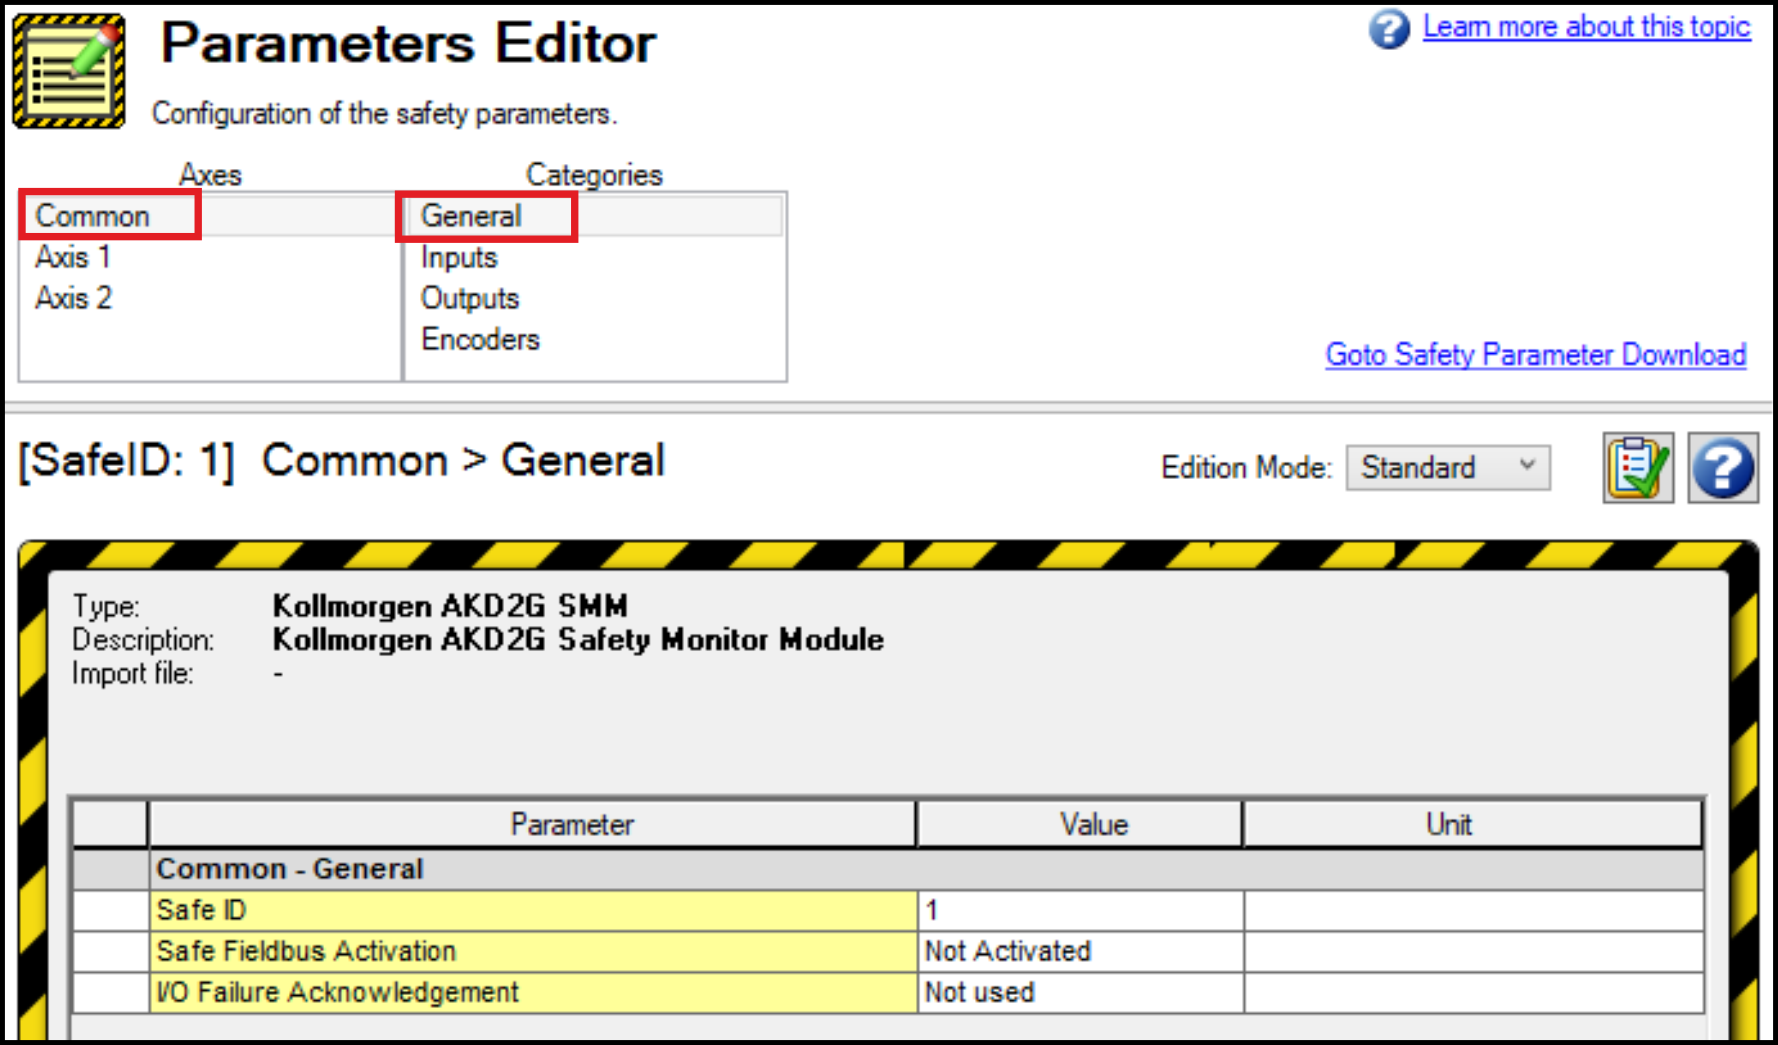 Parameters Editor
Learn more about this topic
Configuration of the safety parameters.
Axes Categories
Common General
Axis 1 Inputs
Axis 2 Outputs
Encoders
Goto Safety Parameter Download
[SafeID: 1] Common > General
Edition Mode: Standard
Type: Kollmorgen AKD2G SMM
Description: Kollmorgen AKD2G Safety Monitor Module
Import file: -
Parameter Value Unit
Common - General
Safe ID 1
Safe Fieldbus Activation Not Activated
I/O Failure Acknowledgement Not used